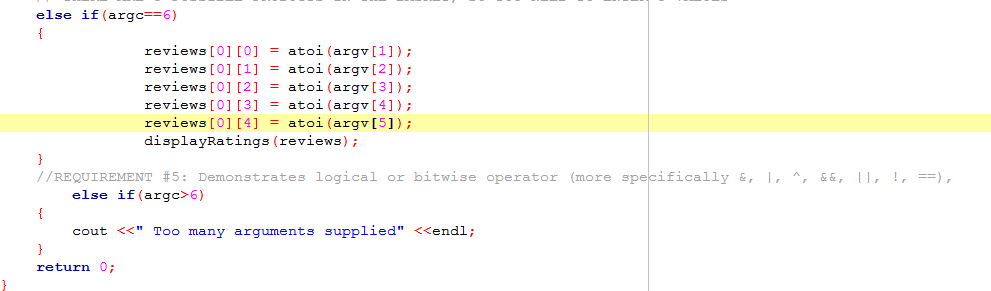 else if(argc==6)
{
reviews[0][0] = atoi(argv[1]);
reviews[0][1] = atoi(argv[2]);
reviews[0][2] = atoi(argv[3]);
reviews[0][3] = atoi(argv[4]);
reviews[0][4] = atoi(argv[5]);
displayRatings(reviews);
}
//REQUIREMENT #5: Demonstrates logical or bitwise operator (more specifically &, |, ^, &&, ||, !, ==),
else if(argc>6)
{
cout <<" Too many arguments supplied" <<endl;
}
return 0;
}